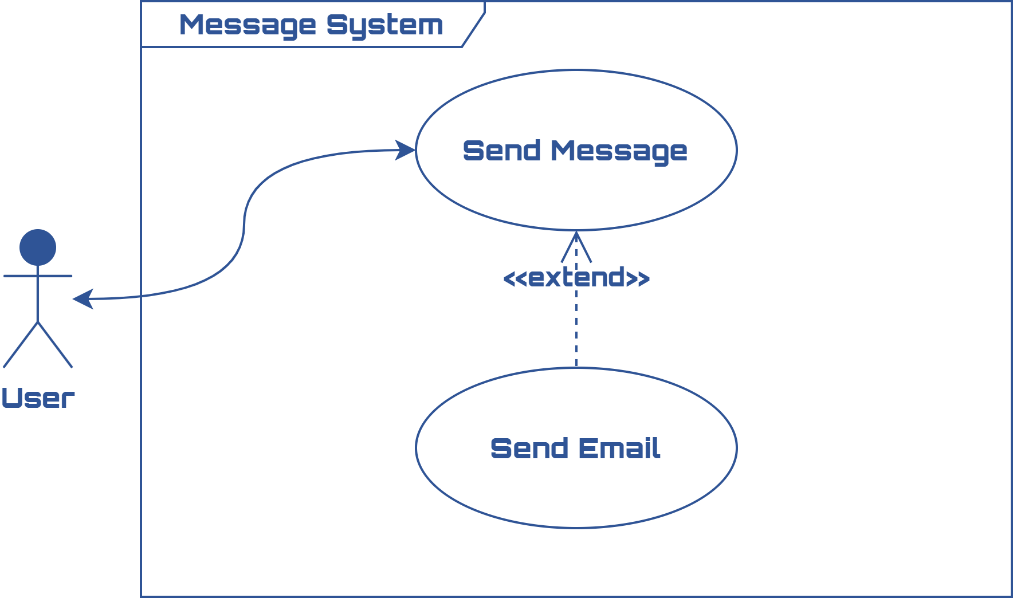 Message System
Send Message
<<extend>>
User
Send Email